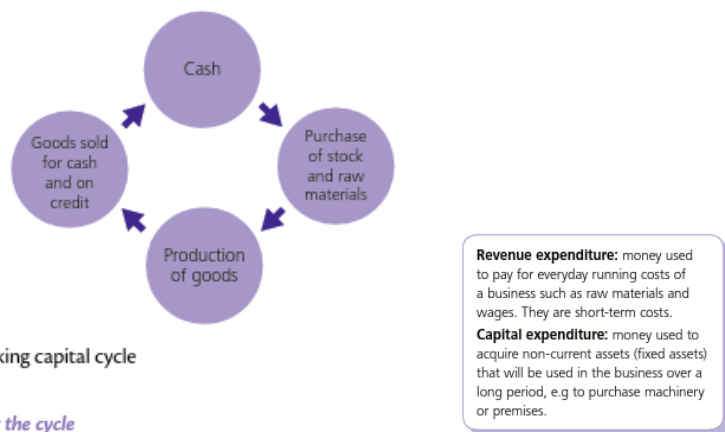 Cash
Goods sold
for cash
and on
credit
Purchase
of stock
and raw
materials
Production
of goods
Revenue expenditure: money used
to pay for everyday running costs of
a business such as raw materials and
wages. They are short-term costs.
Capital expenditure: money used to
acquire non-current assets (fixed assets)
that will be used in the business over a
long period, e.g to purchase machinery
or premises.
capital cycle
the cycle